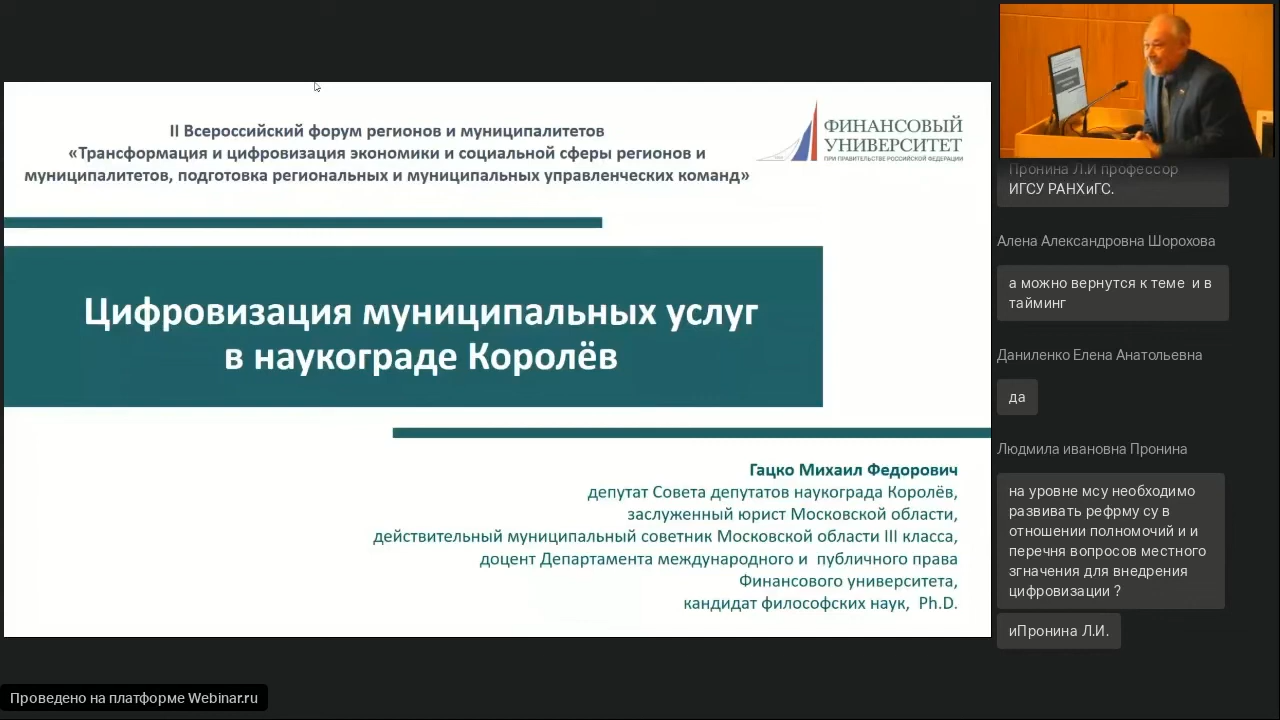 II Всероссийский форум регионов и муниципалитетов
«Трансформация и цифровизация экономики и социальной сферы регионов и
муниципалитетов, подготовка региональных и муниципальных управленческих команд»
ФИНАНСОВЫЙ
УНИВЕРСИТЕТ
ПРИ ПРАВИТЕЛЬСТВЕ РОССИЙСКОЙ ФЕДЕРАЦИИ
Цифровизация муниципальных услуг
в наукограде Королёв
Гацко Михаил Федорович
депутат Совета депутатов наукограда Королёв,
заслуженный юрист Московской области,
действительный муниципальный советник Московской области III класса,
доцент Департамента международного и публичного права
Финансового университета,
кандидат философских наук, Ph.D.
Пронина Л.И профессор
ИГСУ РАНХиГС.
Алена Александровна Шорохова
а можно вернутся к теме и в
тайминг
Даниленко Елена Анатольевна
да
Людмила ивановна Пронина
на уровне мсу необходимо
развивать рефрму су в
отношении полномочий и и
перечня вопросов местного
згначения для внедрения
цифровизации ?
иПронина Л.И.
Проведено на платформе Webinar.ru